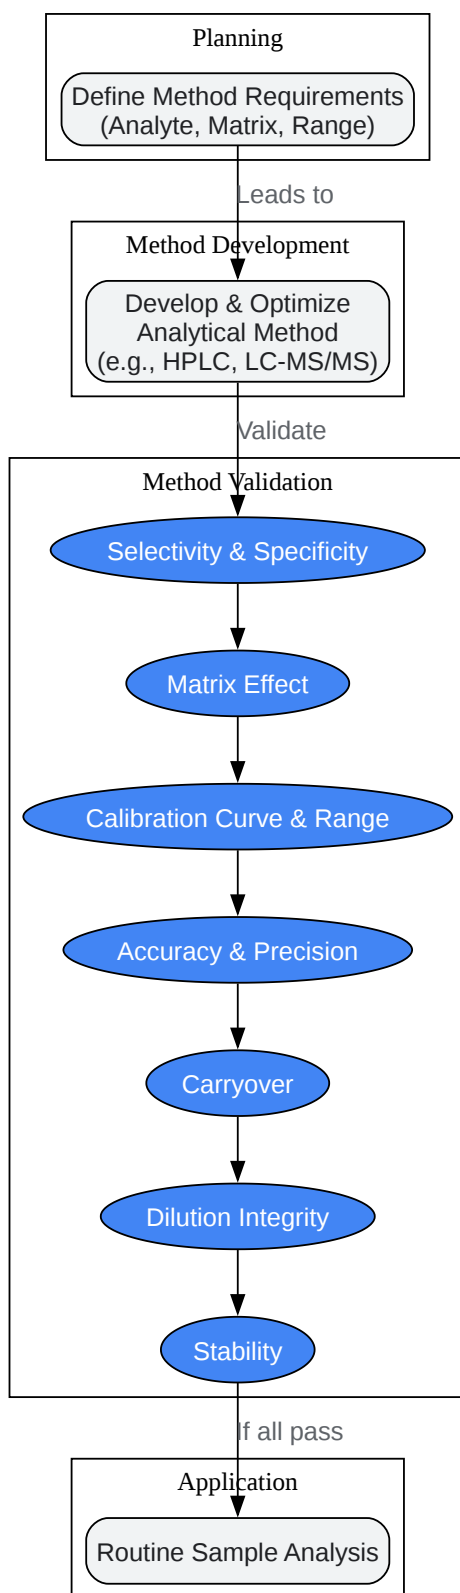 Planning
Define Method Requirements
(Analyte, Matrix, Range)
Leads to
Method Development
Develop & Optimize
Analytical Method
(e.g., HPLC, LC-MS/MS)
Validate
Method Validation
Selectivity & Specificity
Matrix Effect
Calibration Curve & Range
Accuracy & Precision
Carryover
Dilution Integrity
Stability
If all pass
Application
Routine Sample Analysis